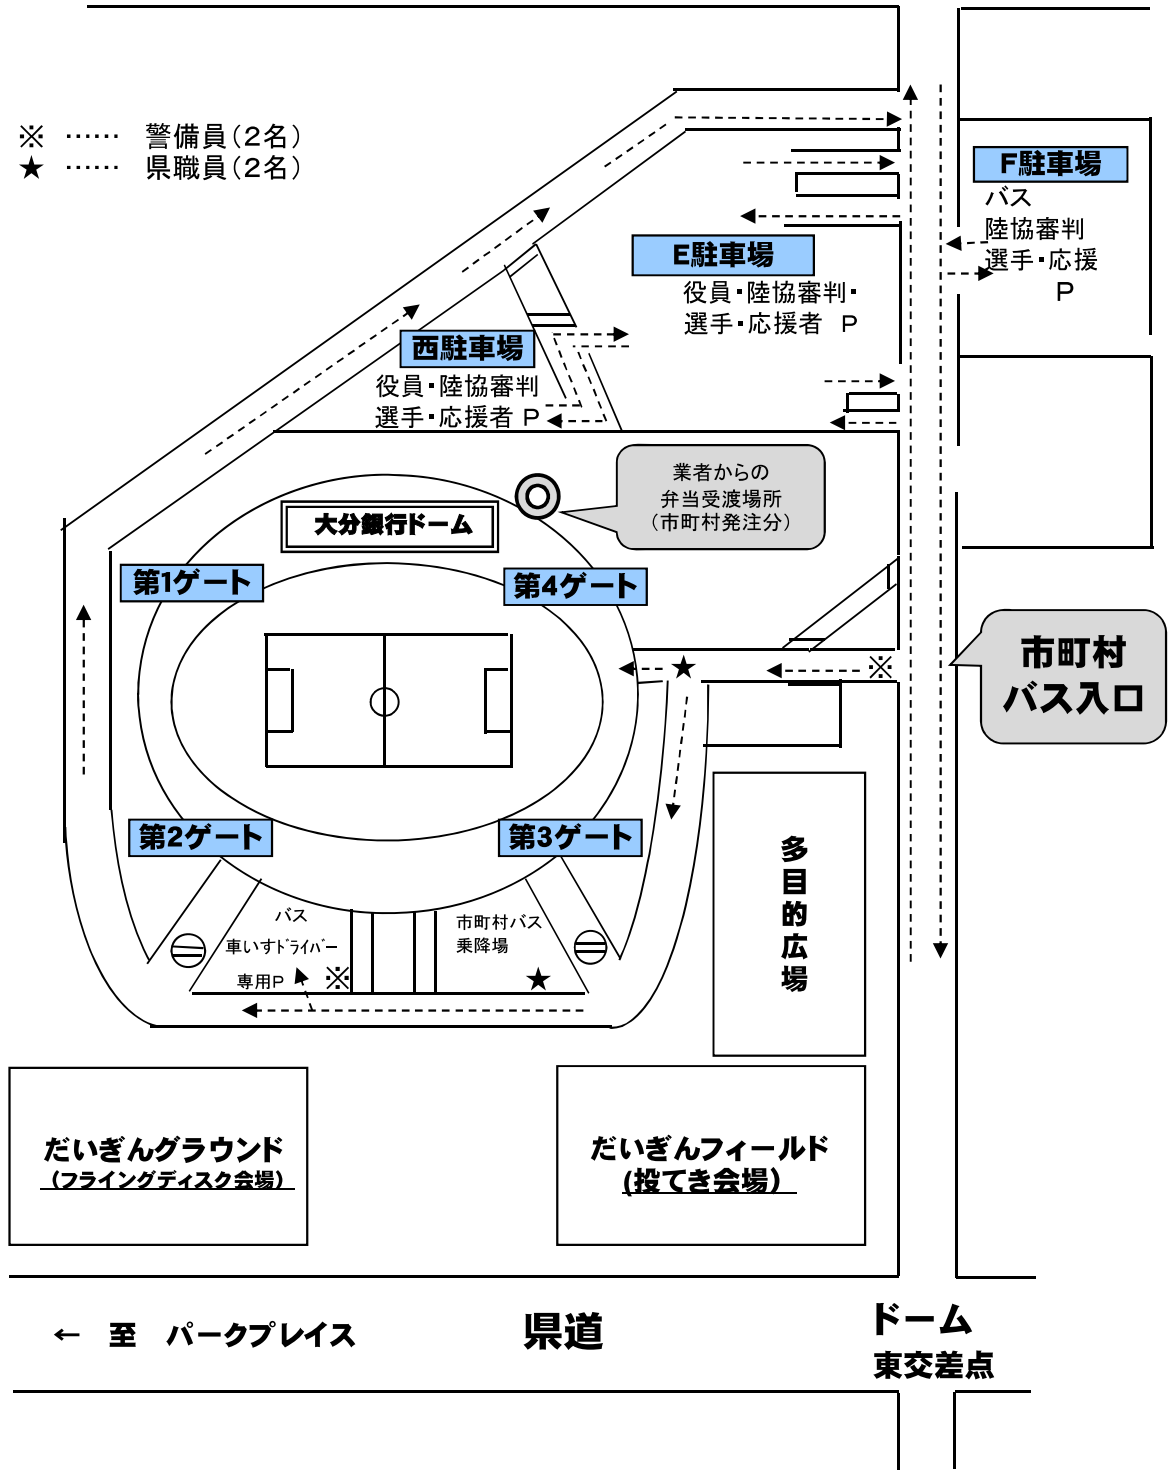 ※ ‥‥‥ 警備員(２名)
★ ‥‥‥ 県職員(２名)
Ｆ駐車場
バス
陸協審判
選手・応援
Ｐ
Ｅ駐車場
役員・陸協審判・
選手・応援者 Ｐ
西駐車場
役員・陸協審判
選手・応援者 Ｐ
業者からの
弁当受渡場所
(市町村発注分)
大分銀行ドーム
第１ゲート
第４ゲート
市町村
バス入口
★
※
第２ゲート
第３ゲート
多目的広場
バス
車いすﾄﾞﾗｲﾊﾞｰ
専用Ｐ
※
市町村バス
乗降場
★
だいぎんグラウンド
(フライングディスク会場)
だいぎんフィールド
(投てき会場)
← 至 パークプレイス
県道
ドーム
東交差点